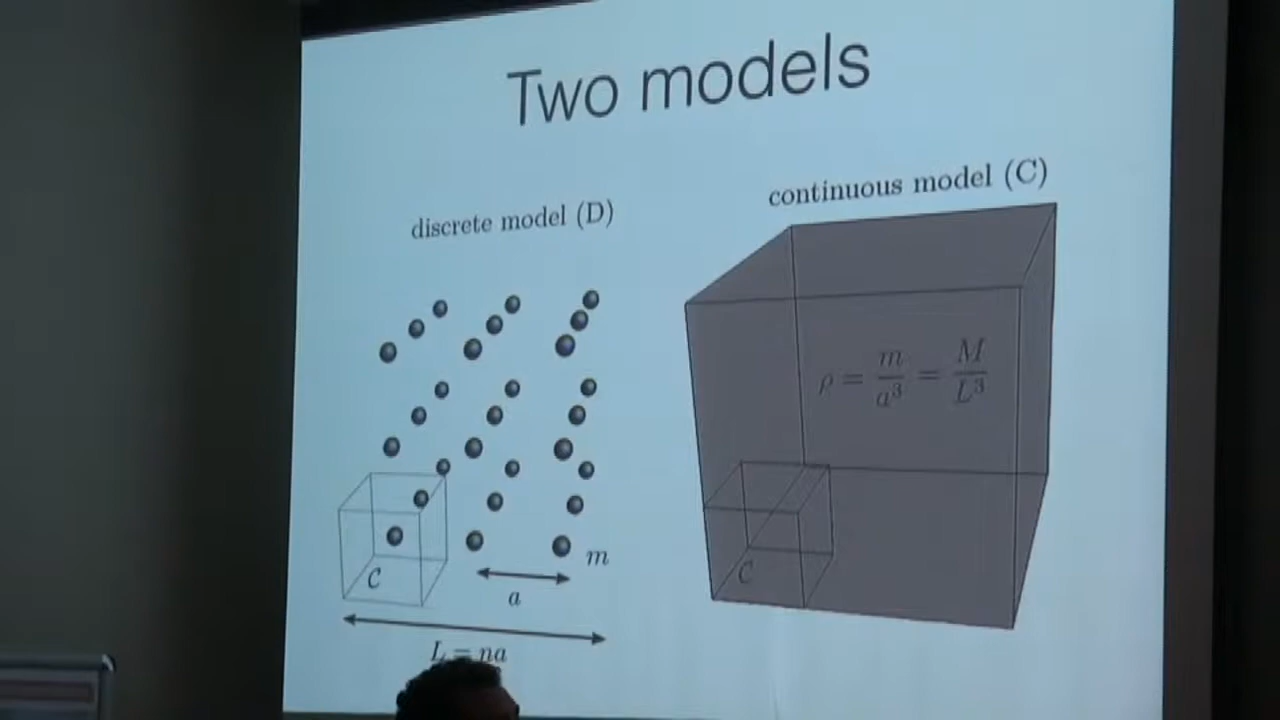 Two models
discrete model (D)
continuous model (C)
ρ = m/a³ = M/L³
C
m
a
L = na
C